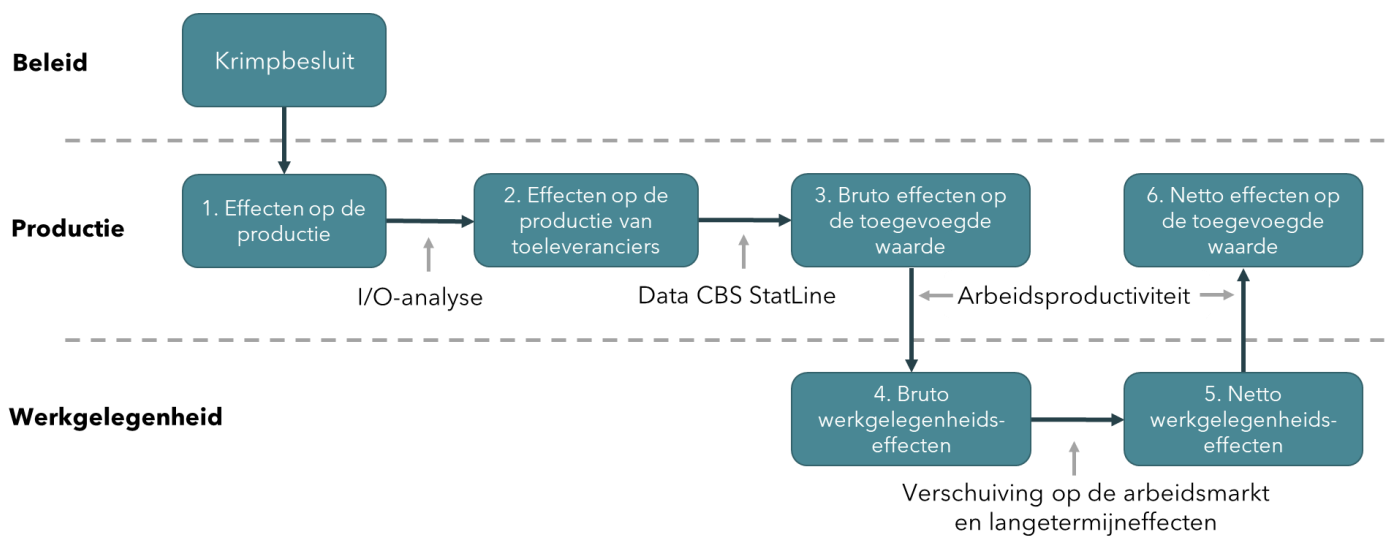 Beleid
Krimpbesluit
Productie
1. Effecten op de
productie
2. Effecten op de
productie van
toeleveranciers
3. Bruto effecten op
de toegevoegde
waarde
6. Netto effecten op
de toegevoegde
waarde
I/O-analyse
Data CBS StatLine
Arbeidsproductiviteit
Werkgelegenheid
4. Bruto
werkgelegenheids-
effecten
5. Netto
werkgelegenheids-
effecten
Verschuiving op de arbeidsmarkt
en langetermijneffecten